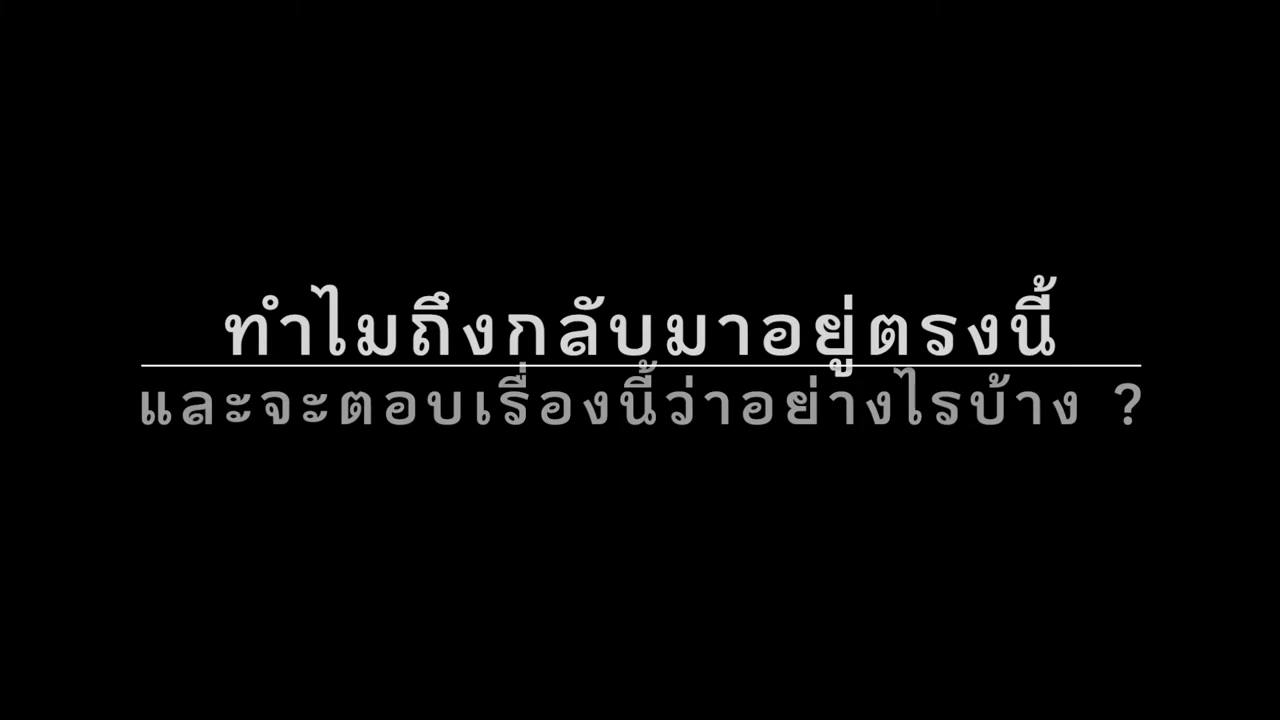 ทำไมถึงกลับมาอยู่ตรงนี้
และจะตอบเรื่องนี้ว่าอย่างไรบ้าง ?